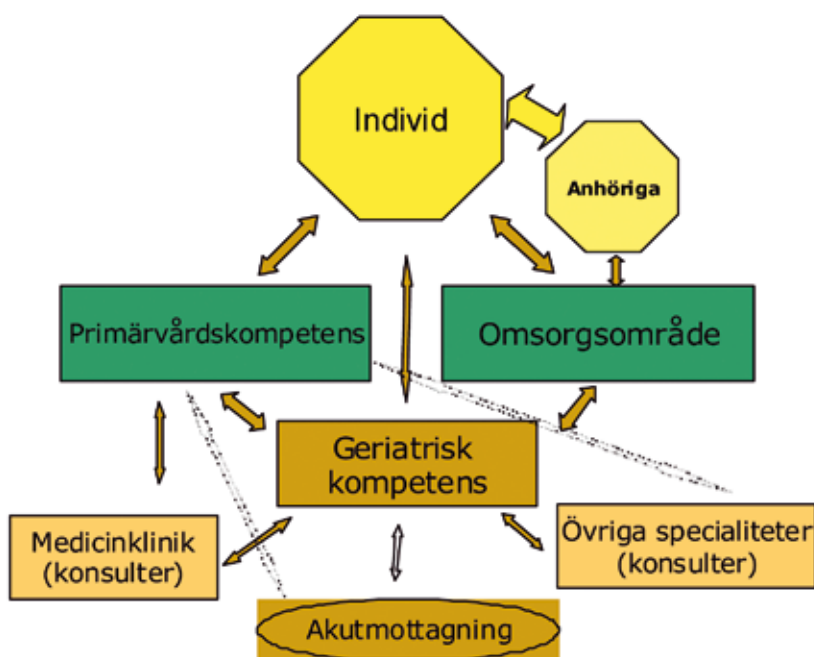 Individ
Anhöriga
Primärvårdskompetens
Omsorgsområde
Geriatrisk
kompetens
Medicinklinik
(konsulter)
Övriga specialiteter
(konsulter)
Akutmottagning